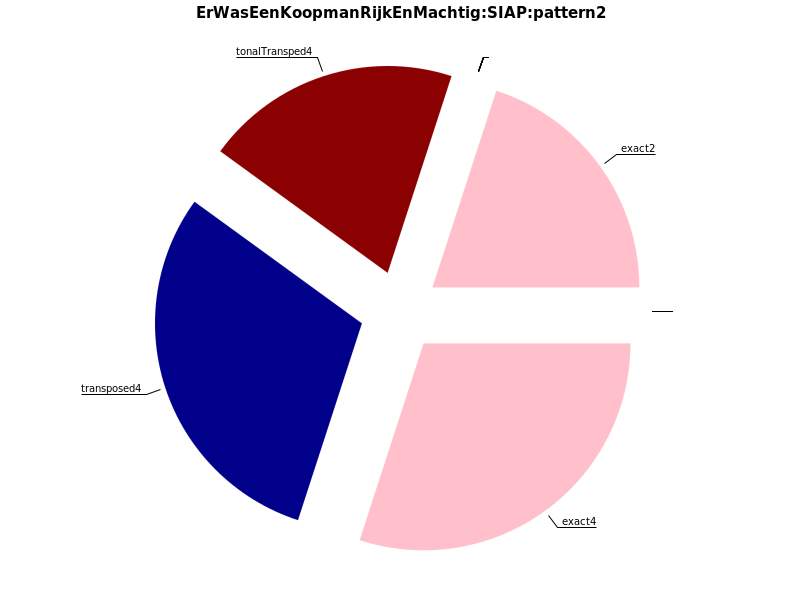 ErWasEenKoopmanRijkEnMachtig:SIAP:pattern2
tonalTransped4
exact2
transposed4
exact4